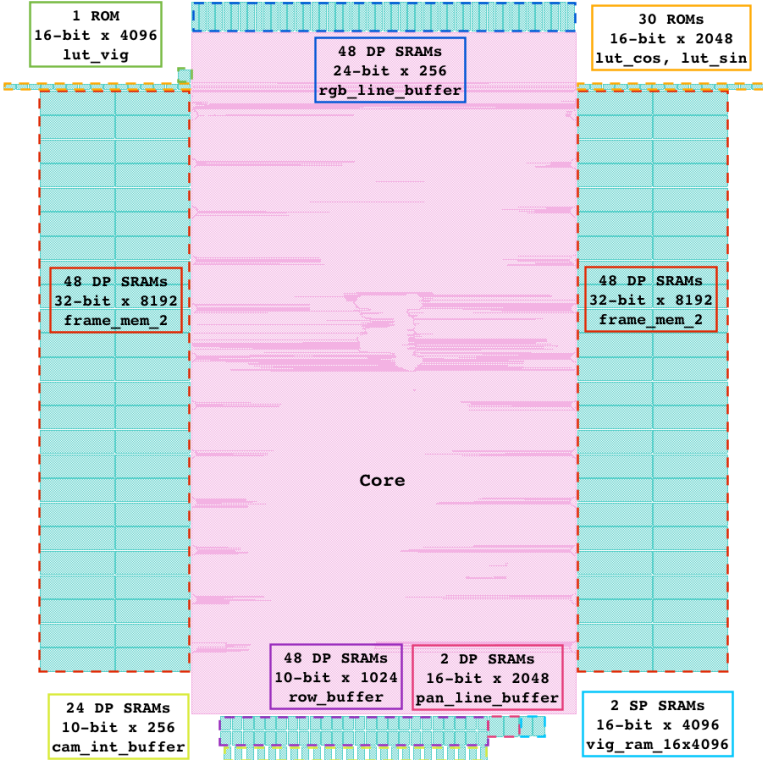 1 ROM
16-bit x 4096
lut_vig
48 DP SRAMs
24-bit x 256
rgb_line_buffer
30 ROMs
16-bit x 2048
lut_cos, lut_sin
48 DP SRAMs
32-bit x 8192
frame_mem_2
48 DP SRAMs
32-bit x 8192
frame_mem_2
Core
48 DP SRAMs
10-bit x 1024
row_buffer
2 DP SRAMs
16-bit x 2048
pan_line_buffer
24 DP SRAMs
10-bit x 256
cam_int_buffer
2 SP SRAMs
16-bit x 4096
vig_ram_16x4096